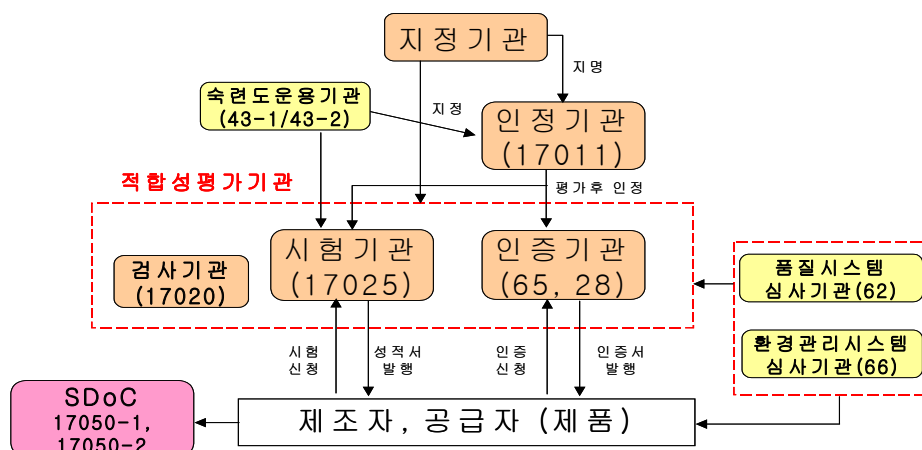 지정기관
지명
숙련도운용기관
(43-1/43-2)
지정
인정기관
(17011)
적합성평가기관
평가후 인정
시험기관
(17025)
인증기관
(65, 28)
검사기관
(17020)
품질시스템
심사기관(62)
환경관리시스템
심사기관(66)
시험
신청
성적서
발행
인증
신청
인증서
발행
SDoC
17050-1,
17050-2
제조자, 공급자 (제품)